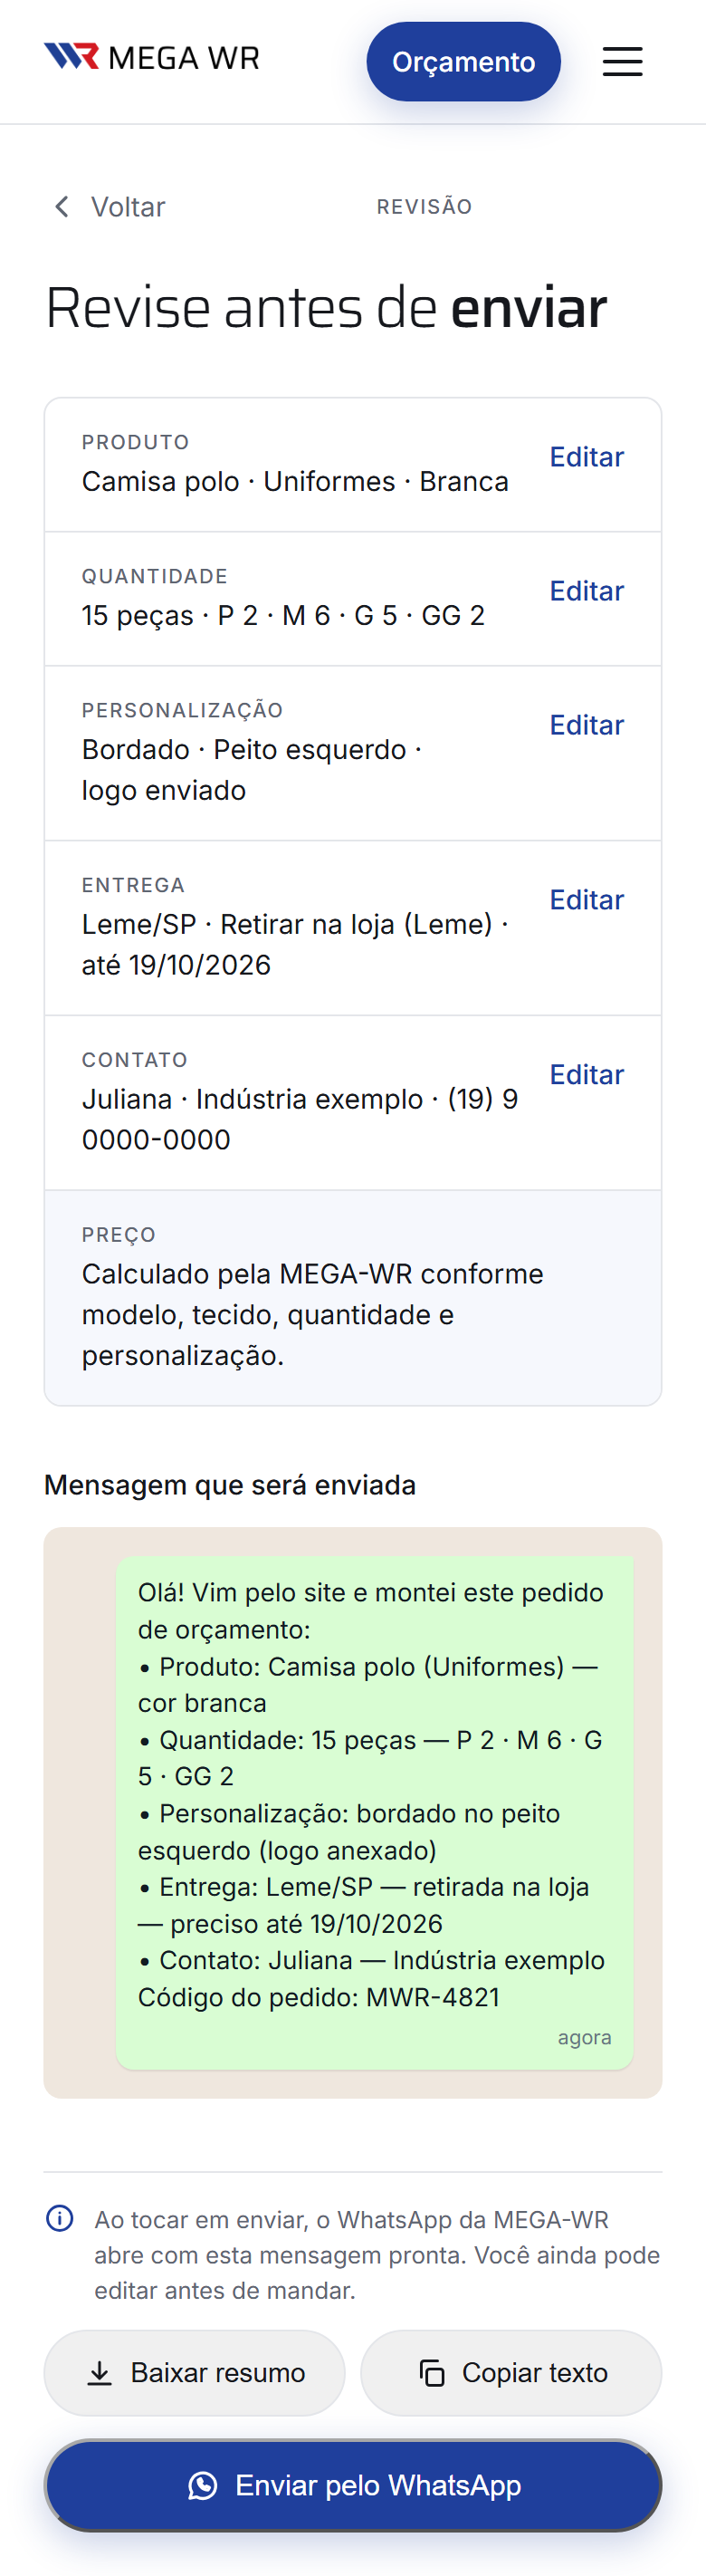 MEGA WR
Orçamento
Voltar
REVISÃO
Revise antes de enviar
PRODUTO
Editar
Camisa polo · Uniformes · Branca
QUANTIDADE
Editar
15 peças · P 2 · M 6 · G 5 · GG 2
PERSONALIZAÇÃO
Editar
Bordado · Peito esquerdo ·
logo enviado
ENTREGA
Editar
Leme/SP · Retirar na loja (Leme) ·
até 19/10/2026
CONTATO
Editar
Juliana · Indústria exemplo · (19) 9
0000-0000
PREÇO
Calculado pela MEGA-WR conforme
modelo, tecido, quantidade e
personalização.
Mensagem que será enviada
Olá! Vim pelo site e montei este pedido
de orçamento:
• Produto: Camisa polo (Uniformes) —
cor branca
• Quantidade: 15 peças — P 2 · M 6 · G
5 · GG 2
• Personalização: bordado no peito
esquerdo (logo anexado)
• Entrega: Leme/SP — retirada na loja
— preciso até 19/10/2026
• Contato: Juliana — Indústria exemplo
Código do pedido: MWR-4821
agora
Ao tocar em enviar, o WhatsApp da MEGA-WR
abre com esta mensagem pronta. Você ainda pode
editar antes de mandar.
Baixar resumo
Copiar texto
Enviar pelo WhatsApp